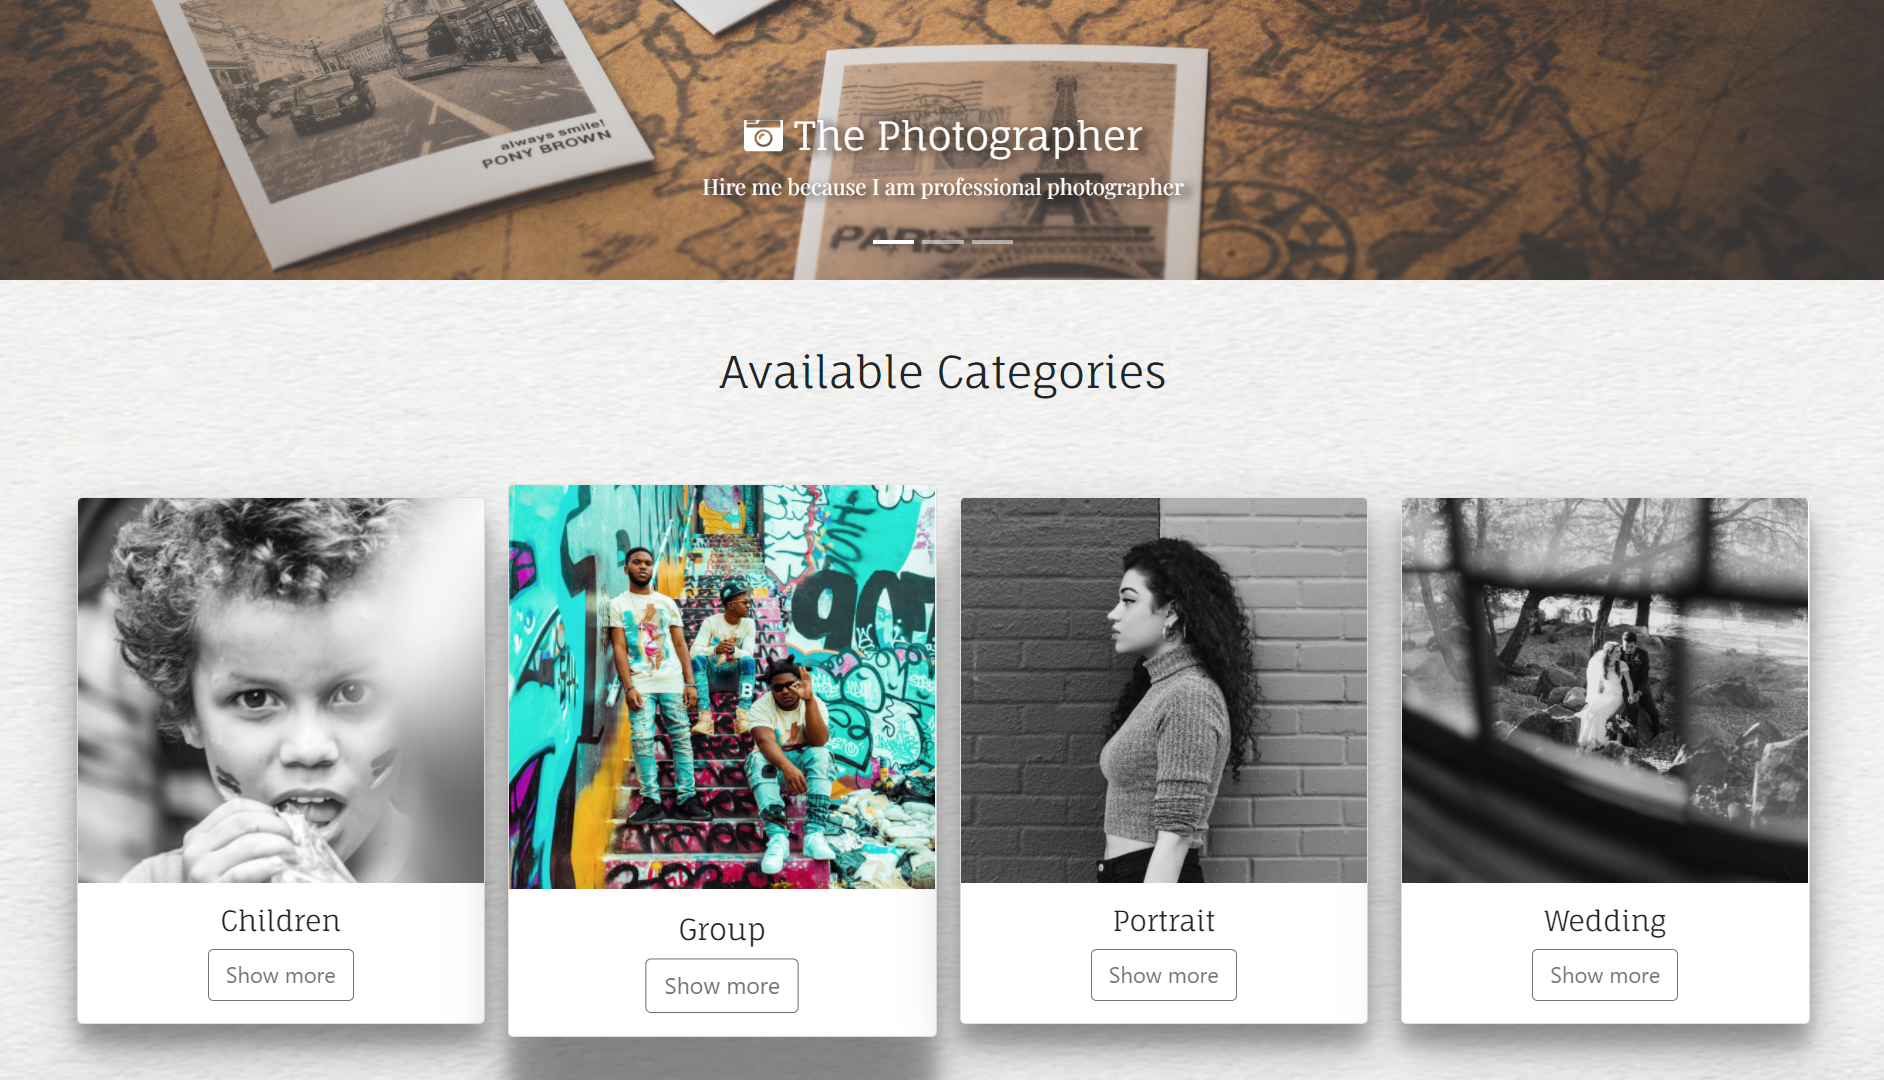 always smile!
PONY BROWN
The Photographer
Hire me because I am professional photographer
PARIS
Available Categories
Children
Show more
Group
Show more
Portrait
Show more
Wedding
Show more